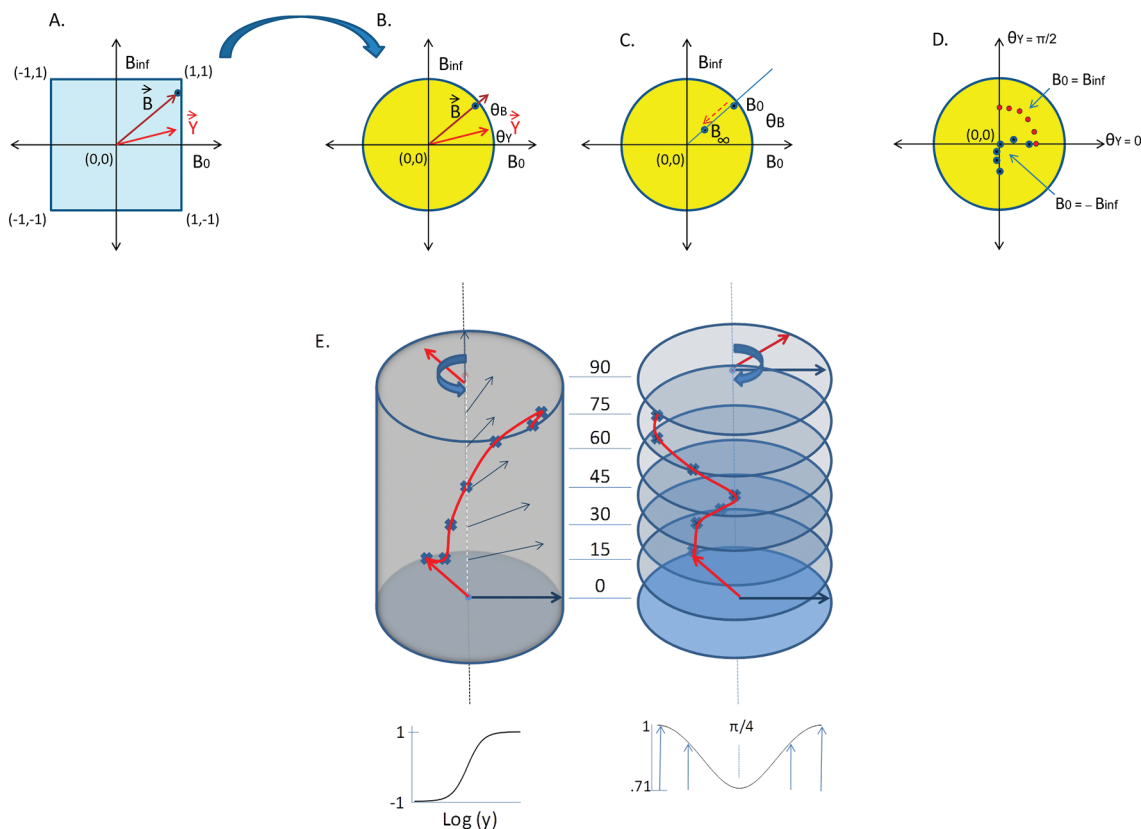 A.
B.
C.
D.
(-1,1)
Binf
(1,1)
B
Y
(0,0)
B0
(-1,-1)
(1,-1)
Binf
B
θB
θY
Y
(0,0)
B0
Binf
B0
θB
B∞
(0,0)
B0
θY = π/2
B0 = Binf
(0,0)
θY = 0
B0 = – Binf
E.
90
75
60
45
30
15
0
1
-1
Log (y)
1
π/4
.71